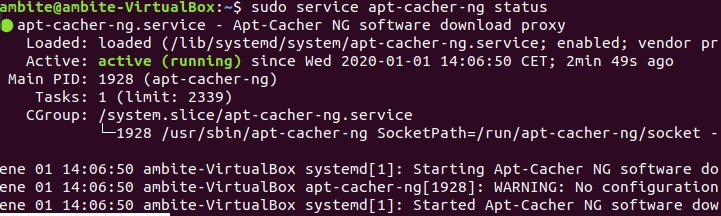 ambite@ambite-VirtualBox:~$ sudo service apt-cacher-ng status
● apt-cacher-ng.service - Apt-Cacher NG software download proxy
   Loaded: loaded (/lib/systemd/system/apt-cacher-ng.service; enabled; vendor pr
   Active: active (running) since Wed 2020-01-01 14:06:50 CET; 2min 49s ago
 Main PID: 1928 (apt-cacher-ng)
    Tasks: 1 (limit: 2339)
   CGroup: /system.slice/apt-cacher-ng.service
           └─1928 /usr/sbin/apt-cacher-ng SocketPath=/run/apt-cacher-ng/socket -
ene 01 14:06:50 ambite-VirtualBox systemd[1]: Starting Apt-Cacher NG software do
ene 01 14:06:50 ambite-VirtualBox apt-cacher-ng[1928]: WARNING: No configuration
ene 01 14:06:50 ambite-VirtualBox systemd[1]: Started Apt-Cacher NG software dow